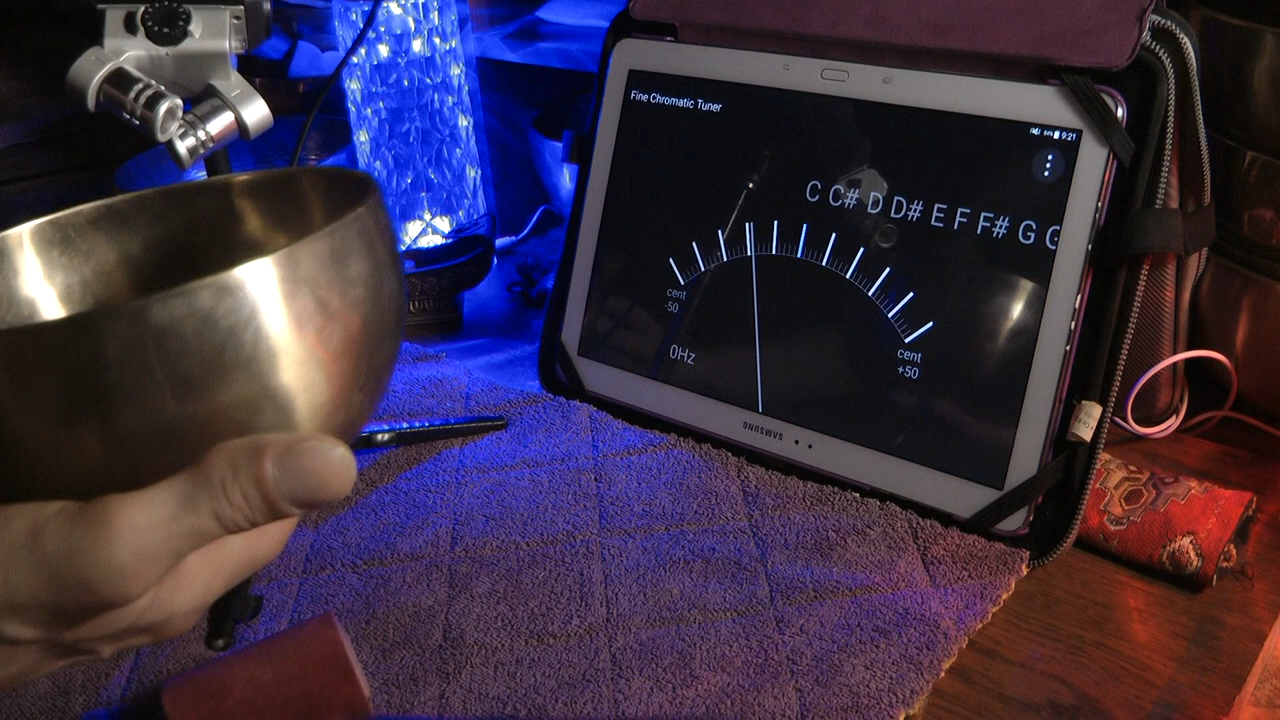 Fine Chromatic Tuner
9:21
C C# D D# E F F# G G
cent
-50
0Hz
cent
+50
SAMSUNG